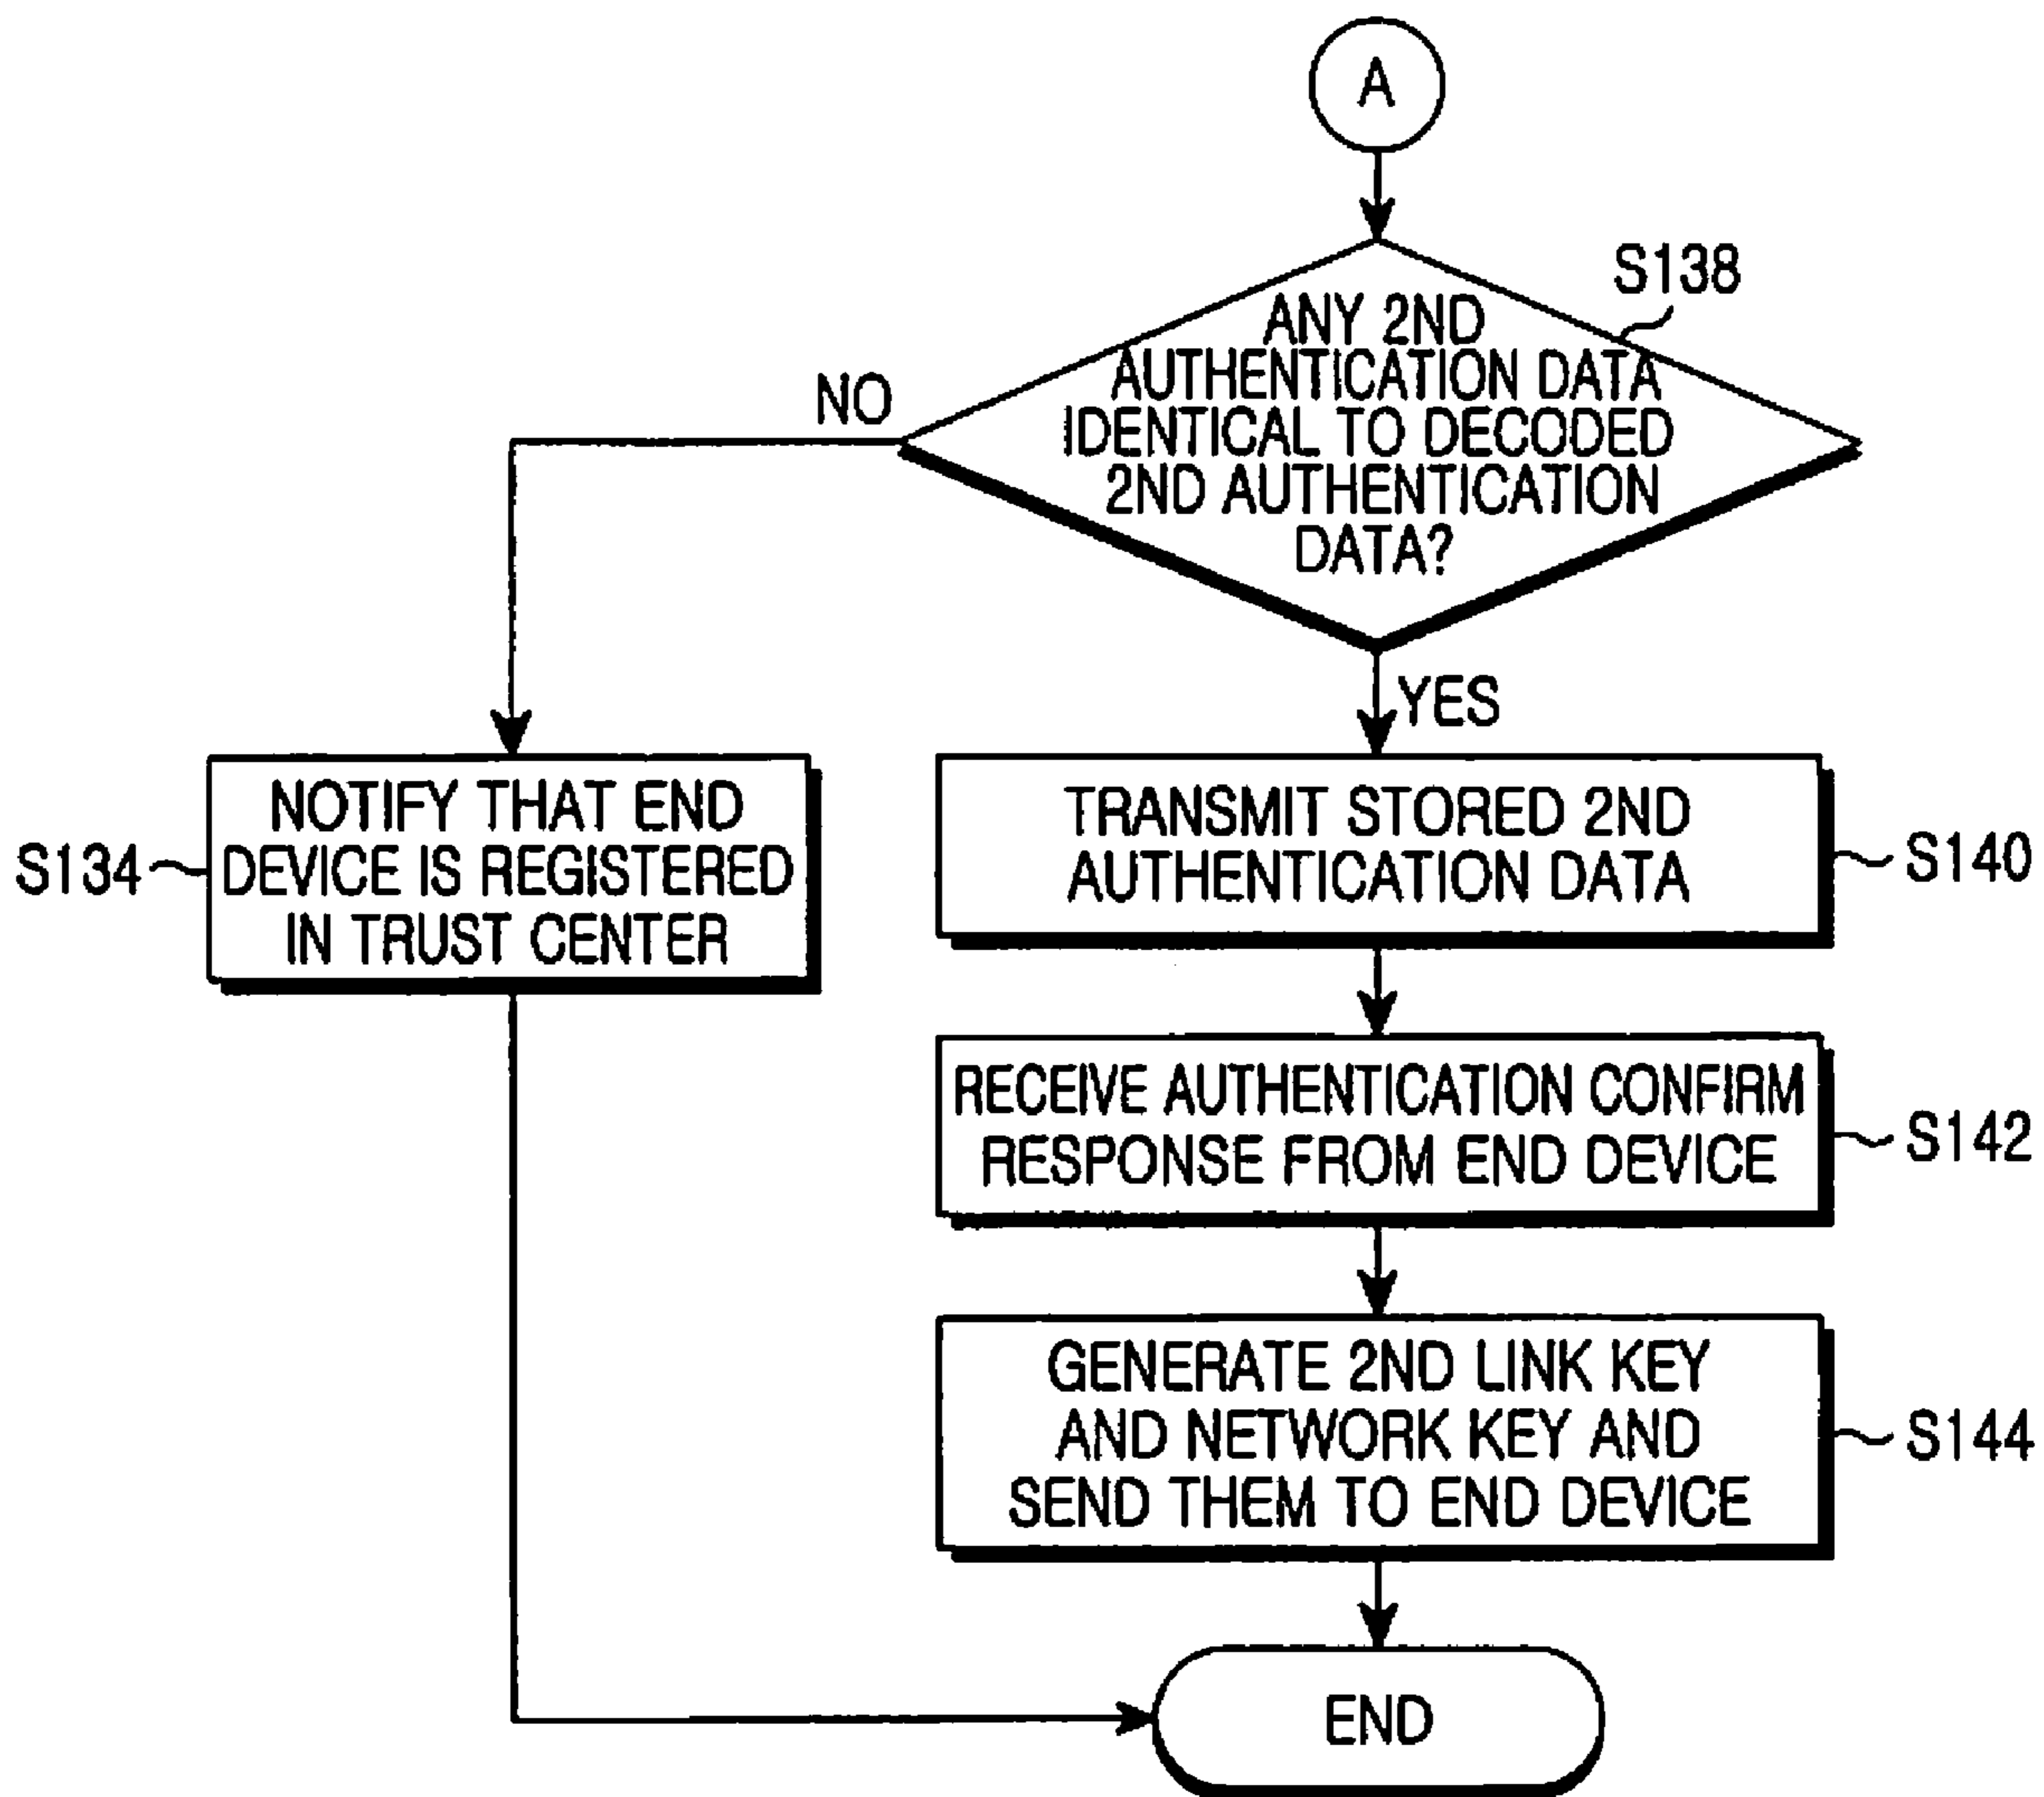 A
S138
ANY 2ND
AUTHENTICATION DATA
IDENTICAL TO DECODED
2ND AUTHENTICATION
DATA?
NO
YES
S134
NOTIFY THAT END
DEVICE IS REGISTERED
IN TRUST CENTER
TRANSMIT STORED 2ND
AUTHENTICATION DATA
S140
RECEIVE AUTHENTICATION CONFIRM
RESPONSE FROM END DEVICE
S142
GENERATE 2ND LINK KEY
AND NETWORK KEY AND
SEND THEM TO END DEVICE
S144
END